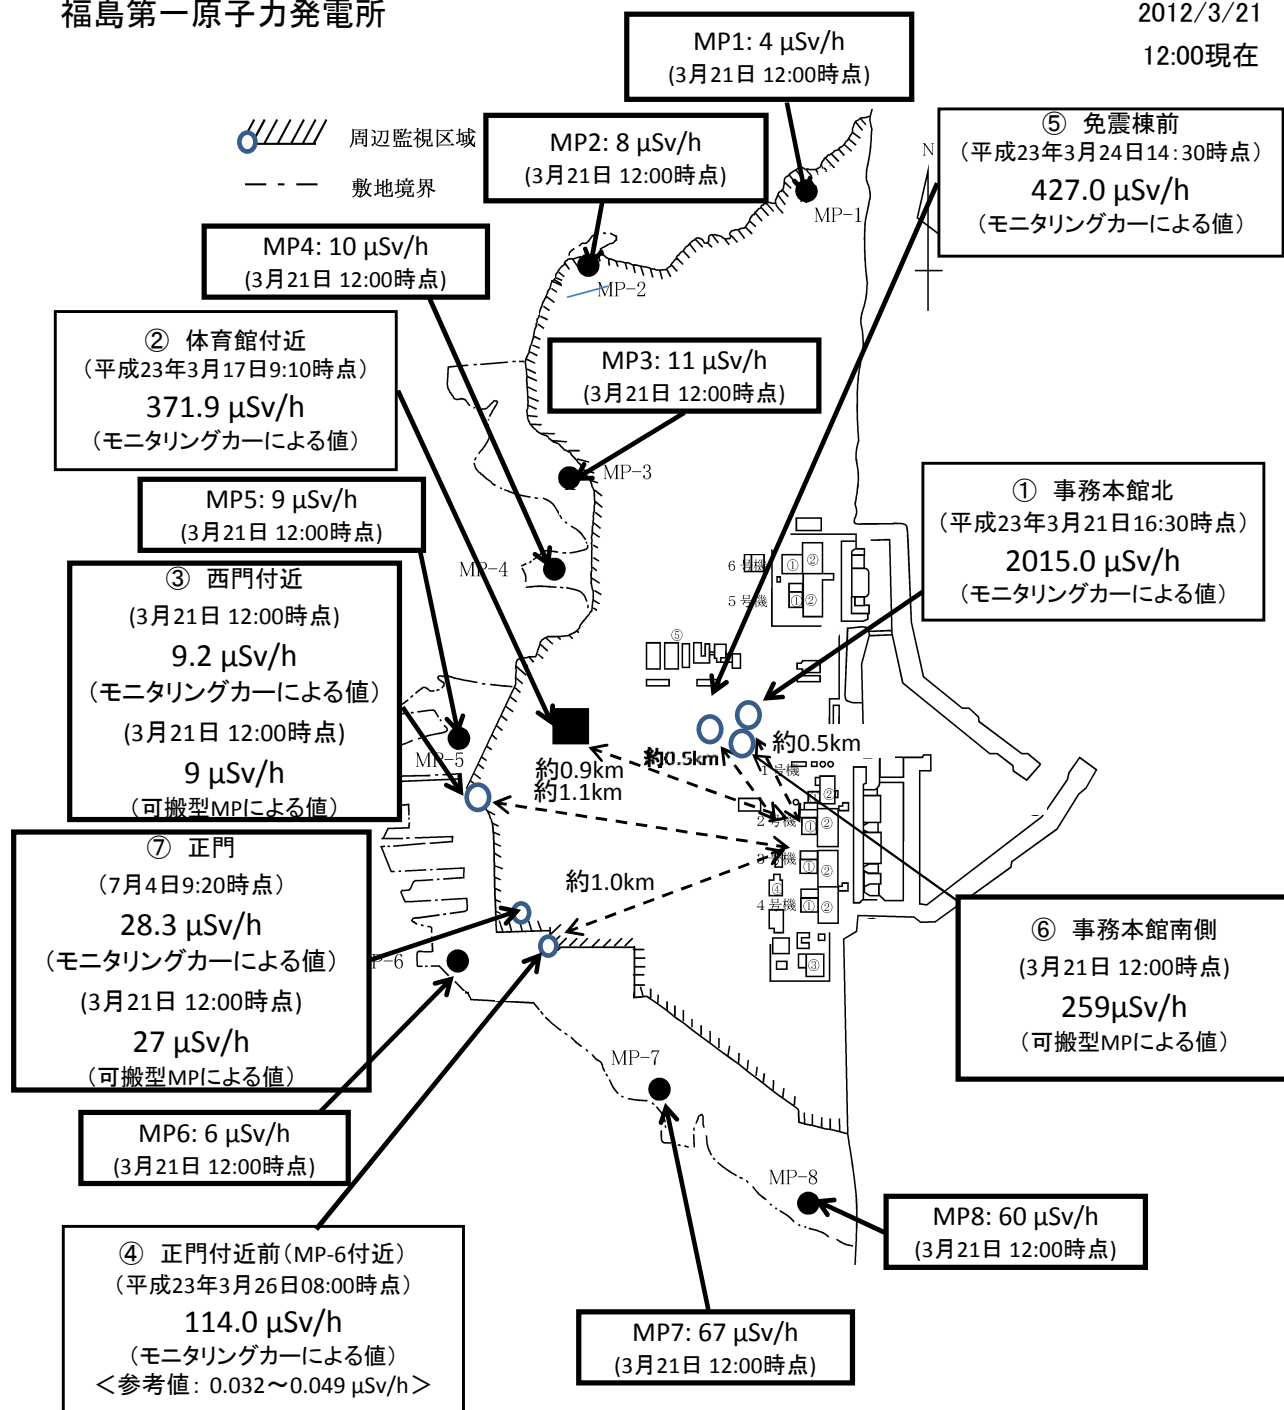 福島第一原子力発電所
2012/3/21
12:00現在
周辺監視区域
敷地境界
N
MP1: 4 μSv/h
(3月21日 12:00時点)
MP2: 8 μSv/h
(3月21日 12:00時点)
MP4: 10 μSv/h
(3月21日 12:00時点)
⑤ 免震棟前
(平成23年3月24日14:30時点)
427.0 μSv/h
(モニタリングカーによる値)
MP-1
MP-2
② 体育館付近
(平成23年3月17日9:10時点)
371.9 μSv/h
(モニタリングカーによる値)
MP3: 11 μSv/h
(3月21日 12:00時点)
MP-3
MP5: 9 μSv/h
(3月21日 12:00時点)
① 事務本館北
(平成23年3月21日16:30時点)
2015.0 μSv/h
(モニタリングカーによる値)
MP-4
6号機
①
②
5号機
①
②
⑤
③ 西門付近
(3月21日 12:00時点)
9.2 μSv/h
(モニタリングカーによる値)
(3月21日 12:00時点)
9 μSv/h
(可搬型MPによる値)
MP-5
約0.9km
約1.1km
約0.5km
約0.5km
1号機
①
②
2号機
①
②
3号機
①
②
④
4号機
①
②
③
約1.0km
⑦ 正門
(7月4日9:20時点)
28.3 μSv/h
(モニタリングカーによる値)
(3月21日 12:00時点)
27 μSv/h
(可搬型MPによる値)
P-6
⑥ 事務本館南側
(3月21日 12:00時点)
259μSv/h
(可搬型MPによる値)
MP-7
MP6: 6 μSv/h
(3月21日 12:00時点)
MP-8
④ 正門付近前(MP-6付近)
(平成23年3月26日08:00時点)
114.0 μSv/h
(モニタリングカーによる値)
<参考値: 0.032～0.049 μSv/h>
MP8: 60 μSv/h
(3月21日 12:00時点)
MP7: 67 μSv/h
(3月21日 12:00時点)